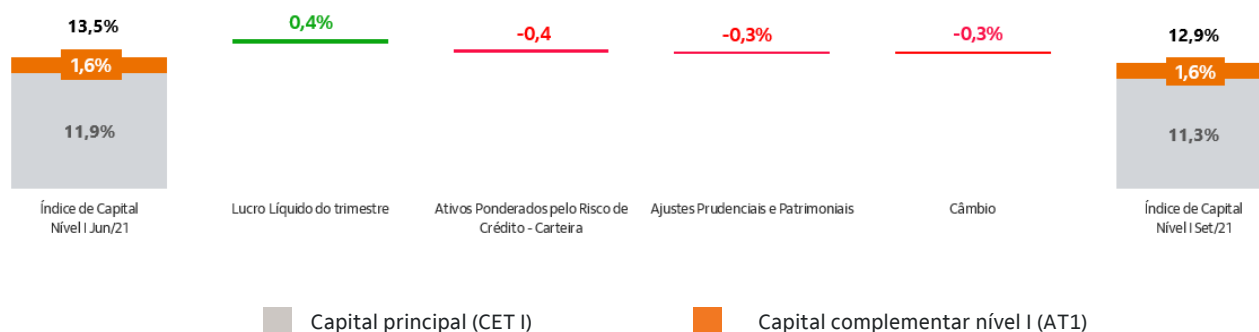 13,5%
0,4%
-0,4
-0,3%
-0,3%
12,9%
1,6%
1,6%
11,9%
11,3%
Índice de Capital
Nível I Jun/21
Lucro Líquido do trimestre
Ativos Ponderados pelo Risco de
Crédito - Carteira
Ajustes Prudenciais e Patrimoniais
Câmbio
Índice de Capital
Nível I Set/21
Capital principal (CET I)
Capital complementar nível I (AT1)